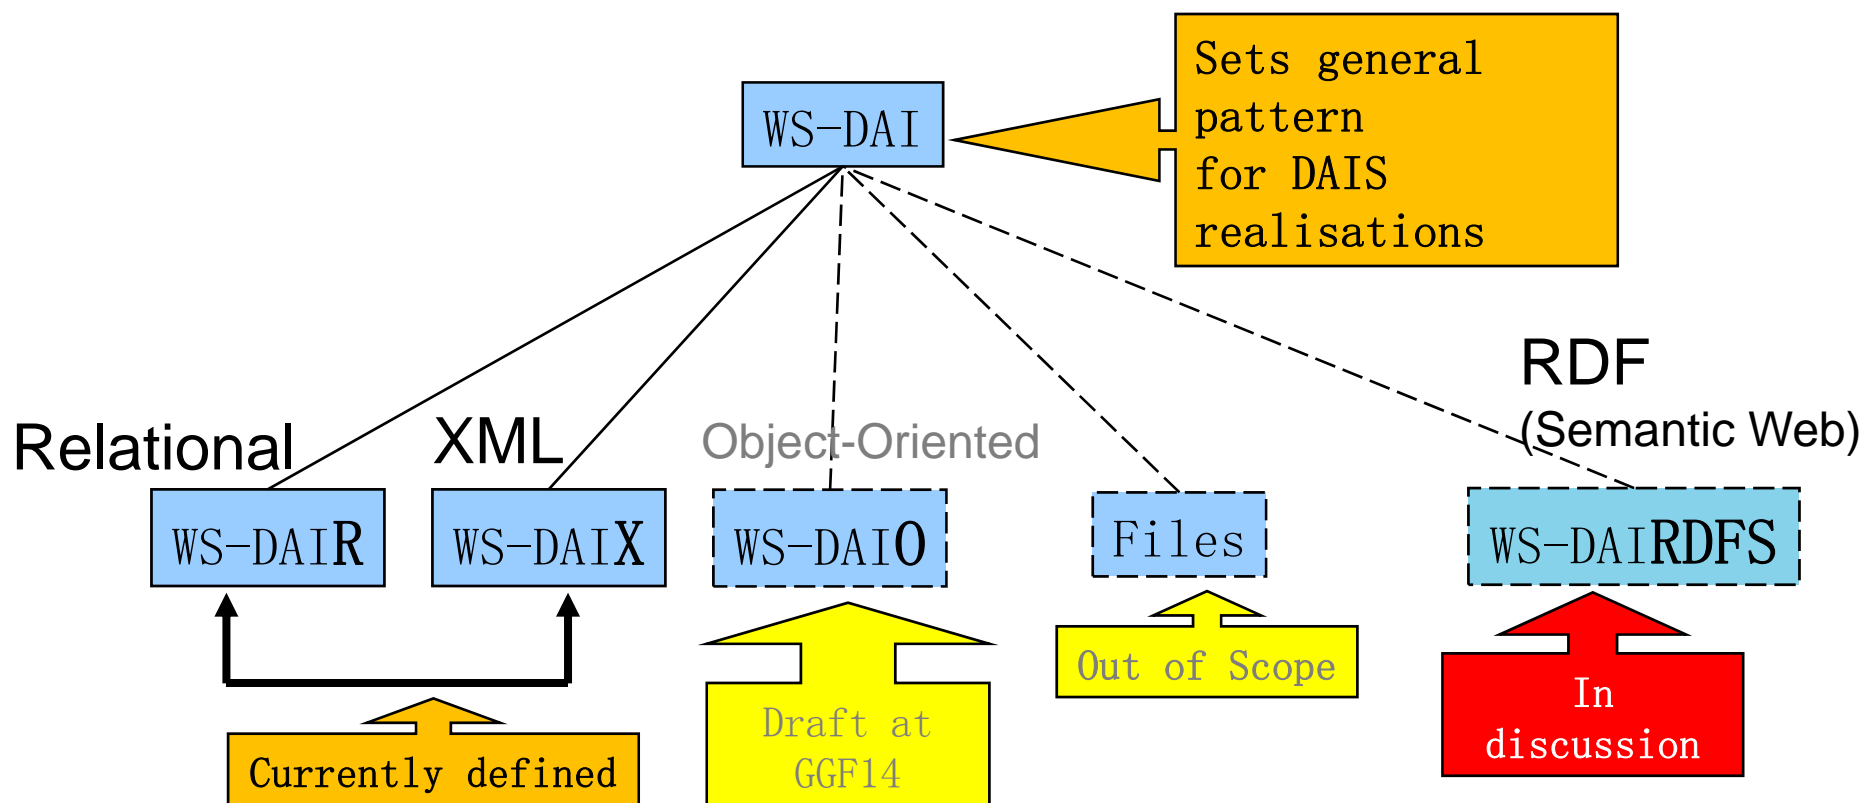 Sets general
pattern
for DAIS
realisations
WS-DAI
RDF
(Semantic Web)
Relational
XML
Object-Oriented
WS-DAIR
WS-DAIX
WS-DAIO
Files
WS-DAIRDFS
Out of Scope
In
discussion
Draft at
GGF14
Currently defined